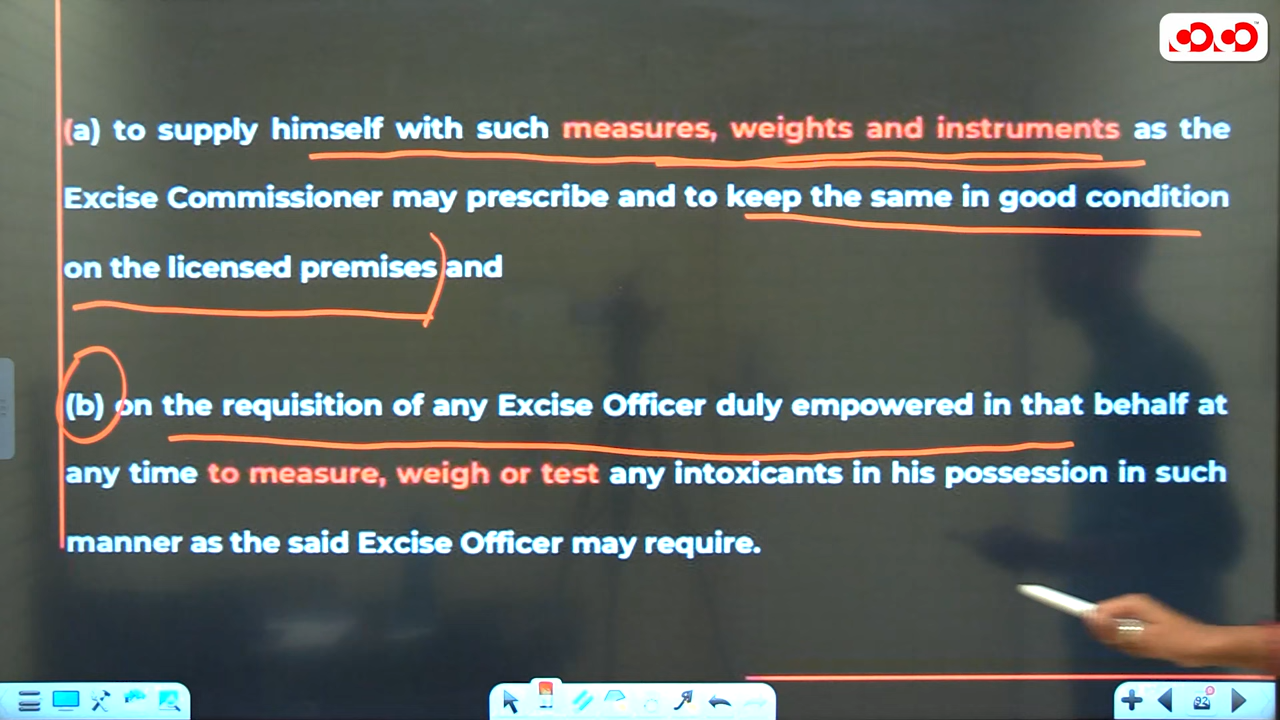 (a) to supply himself with such measures, weights and instruments as the
Excise Commissioner may prescribe and to keep the same in good condition
on the licensed premises and
(b) on the requisition of any Excise Officer duly empowered in that behalf at
any time to measure, weigh or test any intoxicants in his possession in such
manner as the said Excise Officer may require.